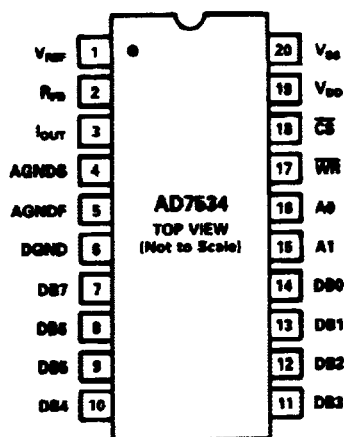 VREF 1
RFB 2
IOUT 3
AGNDS 4
AGNDF 5
DGND 6
DB7 7
DB6 8
DB5 9
DB4 10
AD7534
TOP VIEW
(Not to Scale)
20 VSS
19 VDD
18 CS
17 WR
16 A0
15 A1
14 DB0
13 DB1
12 DB2
11 DB3